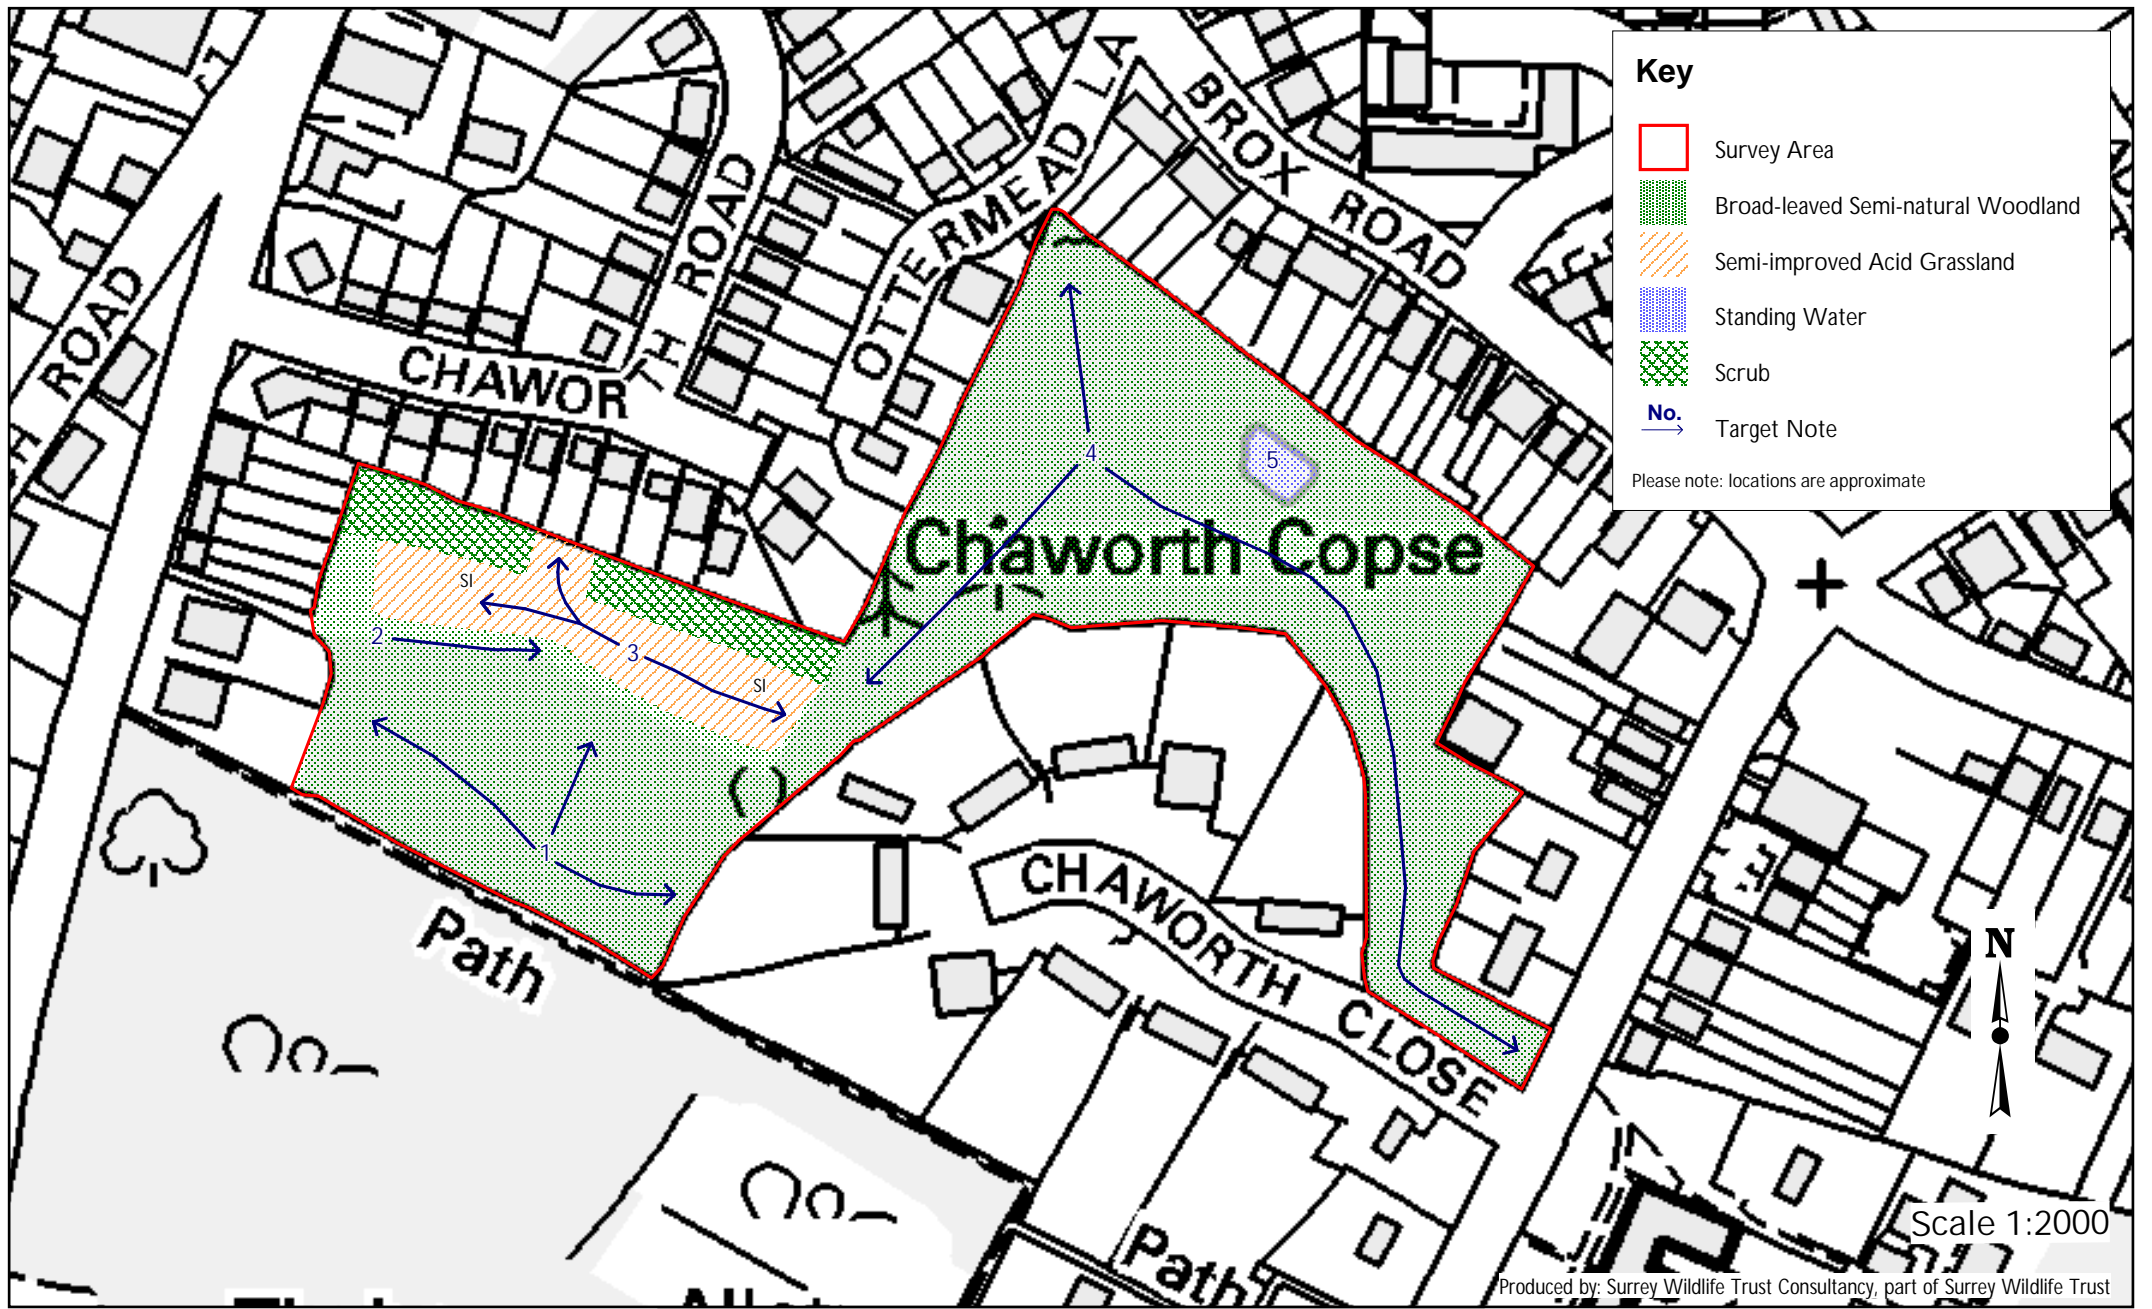 Key
Survey Area
Broad-leaved Semi-natural Woodland
Semi-improved Acid Grassland
Standing Water
Scrub
No.
Target Note
Please note: locations are approximate
OTTERMEAD LA
BROX ROAD
ROAD
CHAWOR
TH ROAD
4
5
Chaworth Copse
SI
2
3
SI
1
CHAWORTH CLOSE
Path
N
Path
Scale 1:2000
Produced by: Surrey Wildlife Trust Consultancy, part of Surrey Wildlife Trust